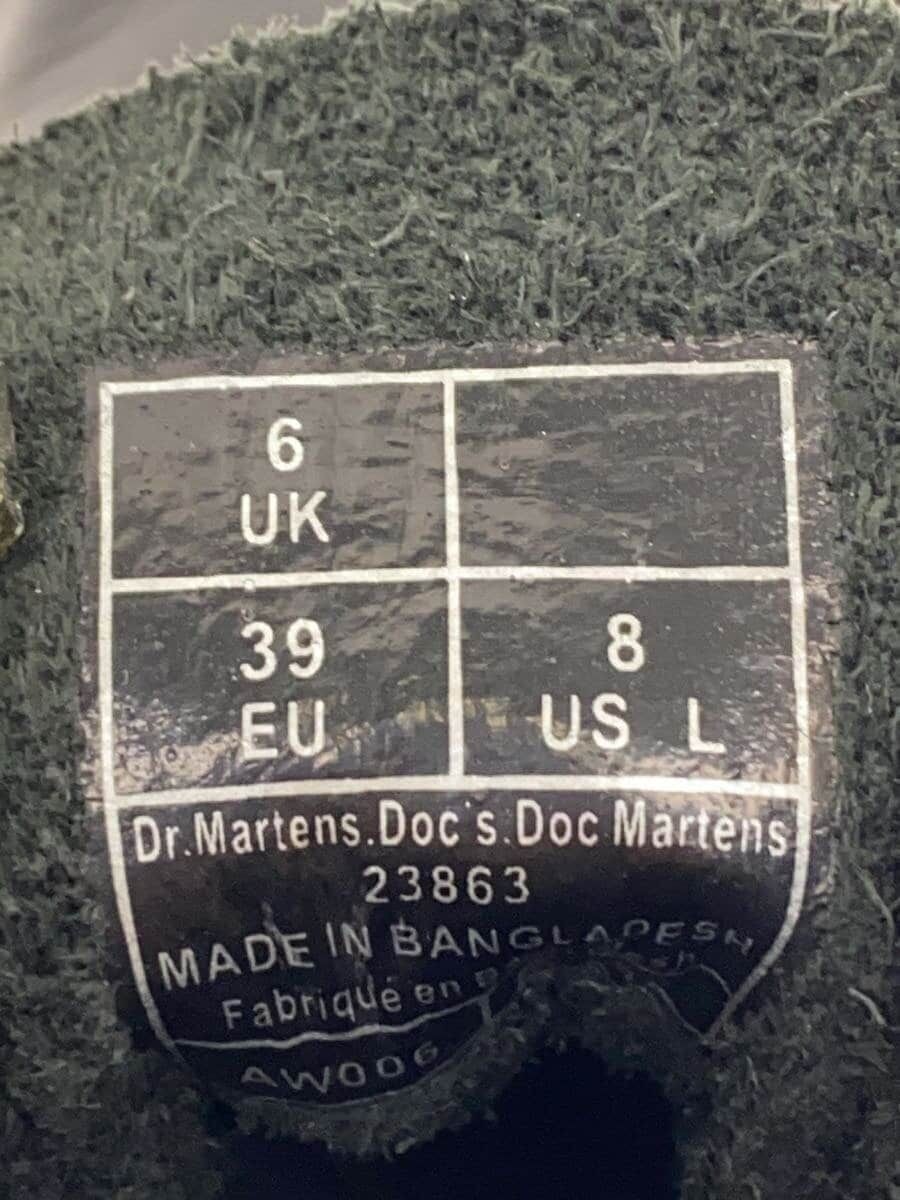 6
UK
39
EU
8
US L
Dr.Martens.Doc's.Doc Martens
23863
MADE IN BANGLADESH
Fabriqué en
AW006